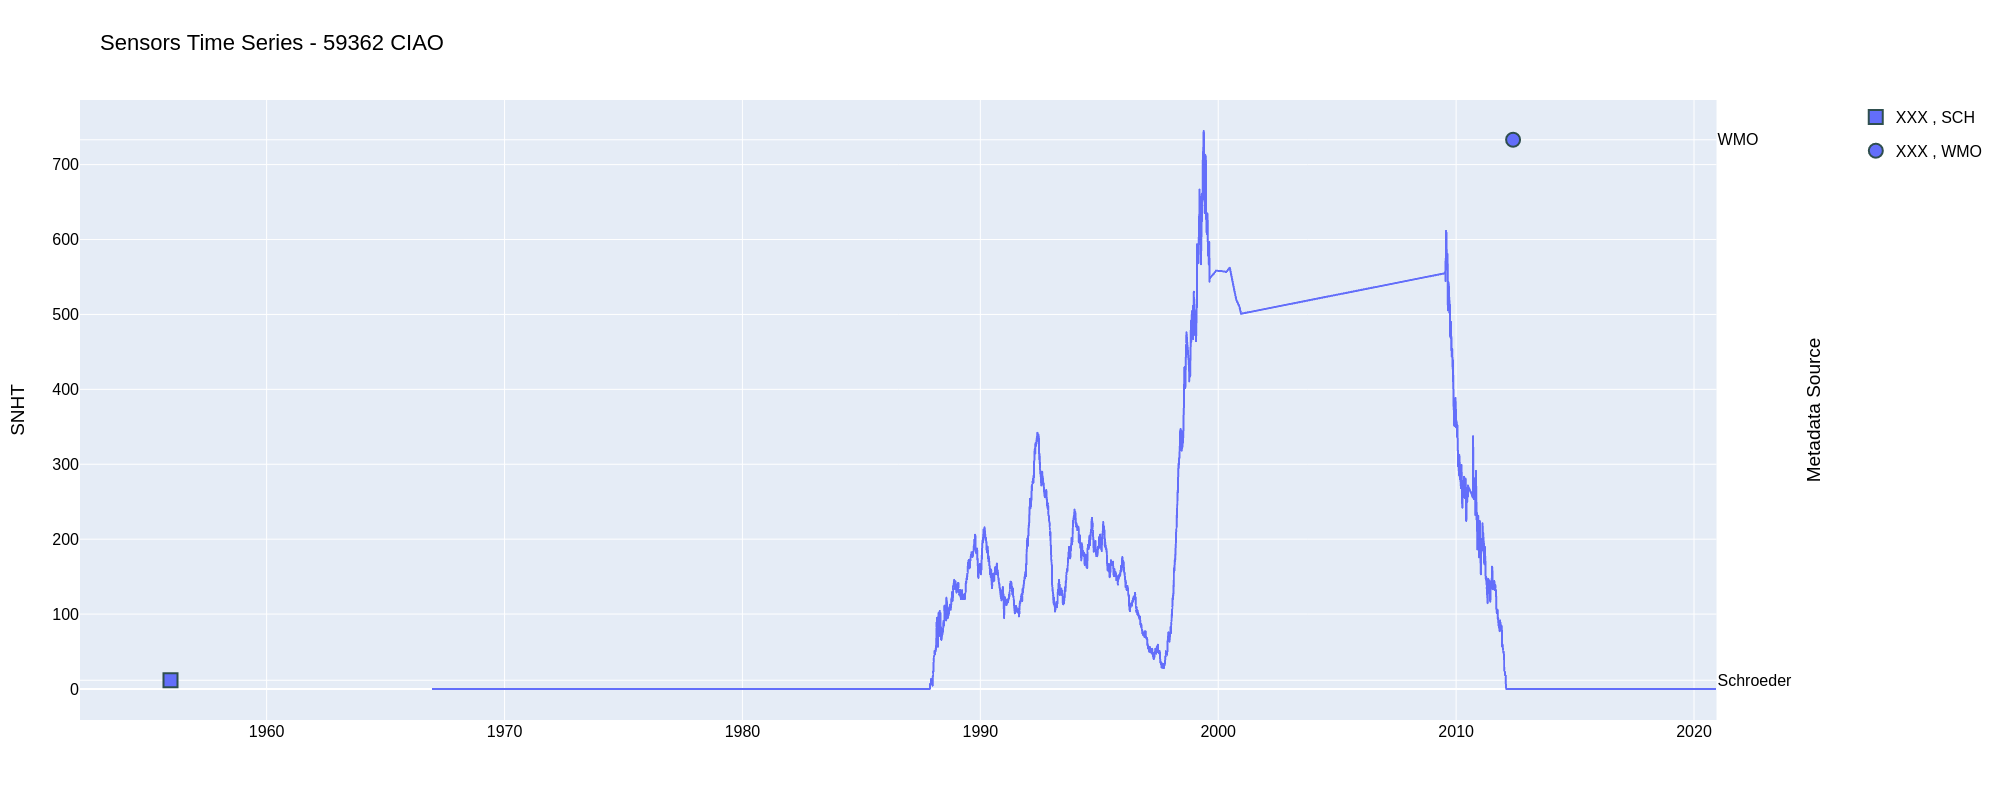 Sensors Time Series - 59362 CIAO
XXX , SCH
XXX , WMO
WMO
Schroeder
Metadata Source
SNHT
700
600
500
400
300
200
100
0
1960
1970
1980
1990
2000
2010
2020